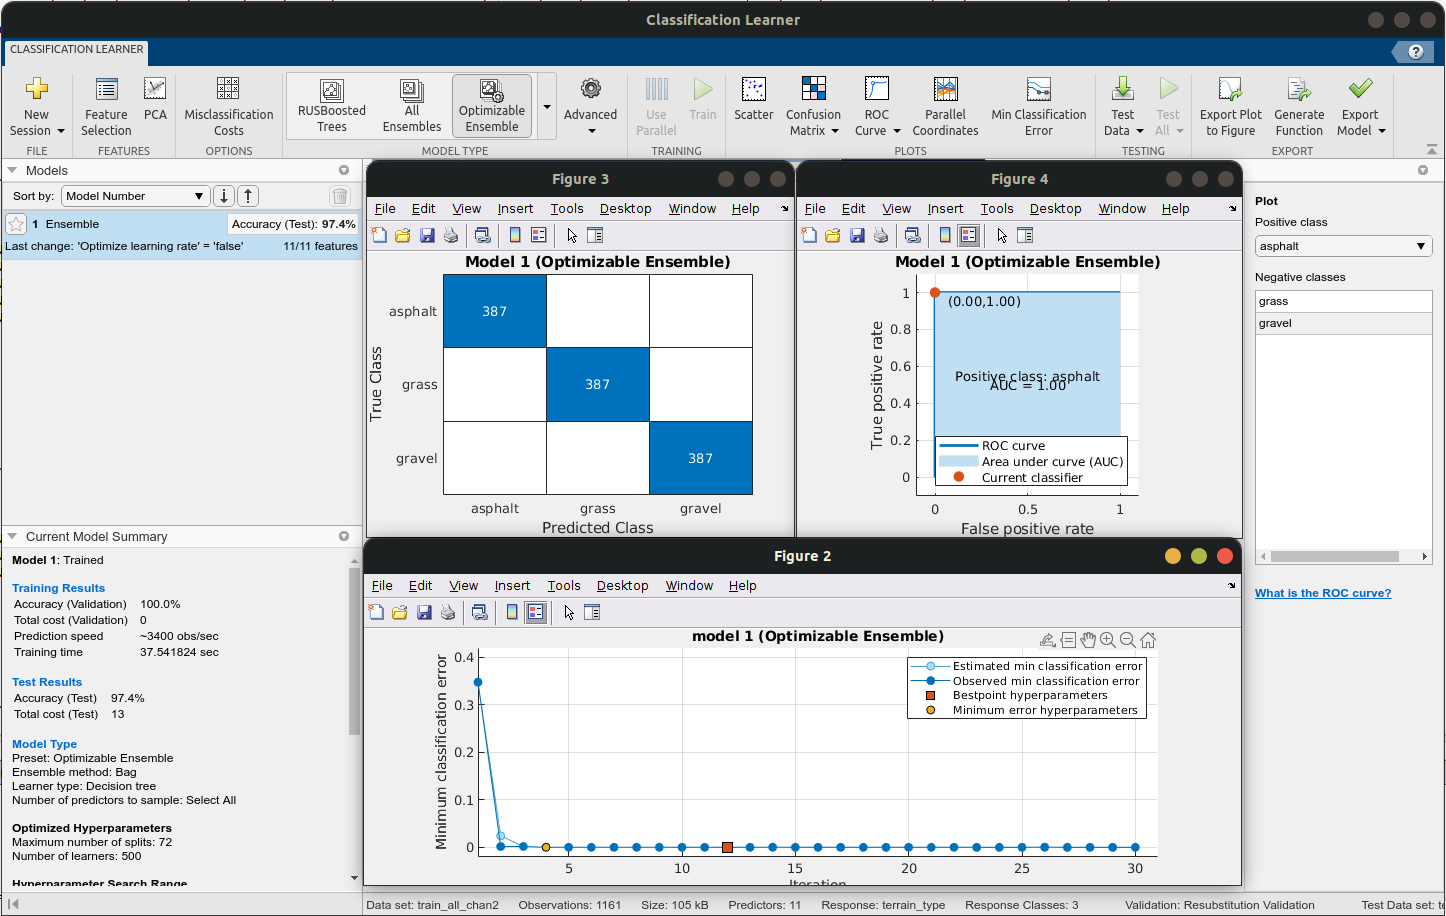 Classification Learner
CLASSIFICATION LEARNER
New Session
FILE
Feature Selection
PCA
FEATURES
Misclassification Costs
OPTIONS
RUSBoosted Trees
All Ensembles
Optimizable Ensemble
MODEL TYPE
Advanced
Use Parallel
Train
TRAINING
Scatter
Confusion Matrix
ROC Curve
Parallel Coordinates
Min Classification Error
PLOTS
Test Data
Test All
TESTING
Export Plot to Figure
Generate Function
Export Model
EXPORT
Models
Sort by: Model Number
1 Ensemble
Accuracy (Test): 97.4%
Last change: 'Optimize learning rate' = 'false' 11/11 features
Current Model Summary
Model 1: Trained
Training Results
Accuracy (Validation) 100.0%
Total cost (Validation) 0
Prediction speed ~3400 obs/sec
Training time 37.541824 sec
Test Results
Accuracy (Test) 97.4%
Total cost (Test) 13
Model Type
Preset: Optimizable Ensemble
Ensemble method: Bag
Learner type: Decision tree
Number of predictors to sample: Select All
Optimized Hyperparameters
Maximum number of splits: 72
Number of learners: 500
Hyperparameter Search Range
Figure 3
File Edit View Insert Tools Desktop Window Help
Model 1 (Optimizable Ensemble)
True Class
asphalt
387
grass
387
gravel
387
asphalt grass gravel
Predicted Class
Figure 4
File Edit View Insert Tools Desktop Window Help
Model 1 (Optimizable Ensemble)
True positive rate
1
0.8
0.6
0.4
0.2
0
(0.00,1.00)
Positive class: asphalt
AUC = 1.00
ROC curve
Area under curve (AUC)
Current classifier
0 0.5 1
False positive rate
Figure 2
File Edit View Insert Tools Desktop Window Help
model 1 (Optimizable Ensemble)
Minimum classification error
0.4
0.3
0.2
0.1
0
Estimated min classification error
Observed min classification error
Bestpoint hyperparameters
Minimum error hyperparameters
5 10 15 20 25 30
Iteration
Plot
Positive class
asphalt
Negative classes
grass
gravel
What is the ROC curve?
Data set: train_all_chan2 Observations: 1161 Size: 105 kB Predictors: 11 Response: terrain_type Response Classes: 3 Validation: Resubstitution Validation Test Data set: te